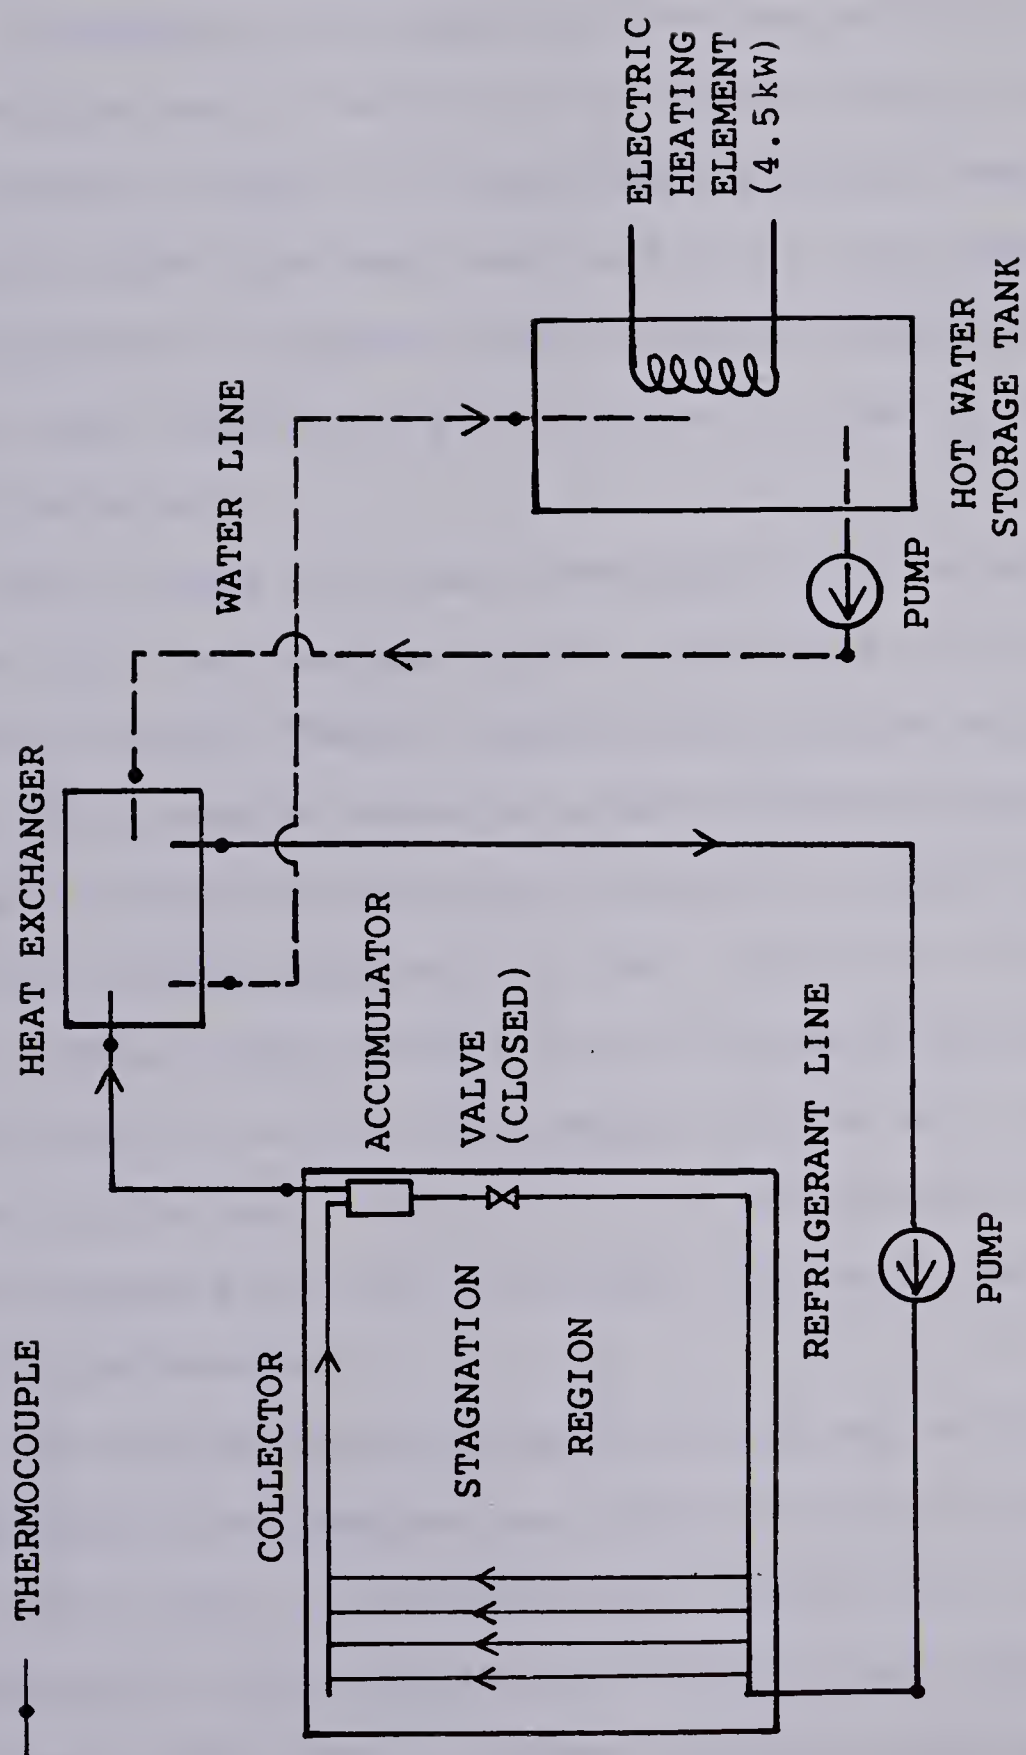 THERMOCOUPLE
HEAT EXCHANGER
WATER LINE
COLLECTOR
ACCUMULATOR
VALVE
(CLOSED)
STAGNATION
REGION
ELECTRIC
HEATING
ELEMENT
(4.5kW)
REFRIGERANT LINE
PUMP
PUMP
HOT WATER
STORAGE TANK